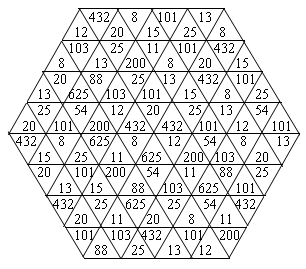 432 8 101 13
12 20 15 25 8
103 25 11 101 432
8 13 200 8 20 15
20 88 25 13 432 101
13 625 103 101 15 8 25
25 54 12 20 25 13 54
20 101 200 432 432 101 12 101
432 8 625 8 12 54 8 13
15 25 11 625 200 103 20
20 101 200 54 11 88 25
13 15 88 103 625 101
432 25 625 25 54 432
20 11 20 25 8 11
101 103 432 101 200
88 25 13 12